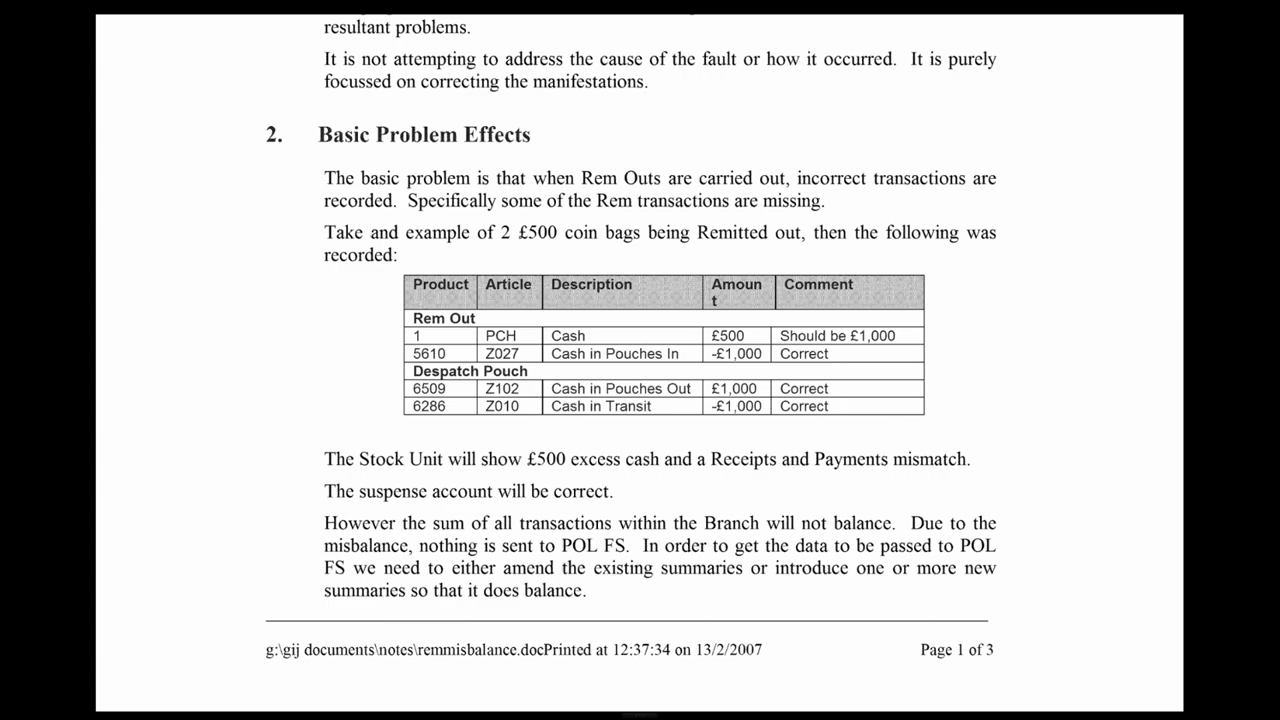 resultant problems.
It is not attempting to address the cause of the fault or how it occurred. It is purely
focussed on correcting the manifestations.
2. Basic Problem Effects
The basic problem is that when Rem Outs are carried out, incorrect transactions are
recorded. Specifically some of the Rem transactions are missing.
Take and example of 2 £500 coin bags being Remitted out, then the following was
recorded:
Product Article Description Amoun Comment
t
Rem Out
1 PCH Cash £500 Should be £1,000
5610 Z027 Cash in Pouches In -£1,000 Correct
Despatch Pouch
6509 Z102 Cash in Pouches Out £1,000 Correct
6286 Z010 Cash in Transit -£1,000 Correct
The Stock Unit will show £500 excess cash and a Receipts and Payments mismatch.
The suspense account will be correct.
However the sum of all transactions within the Branch will not balance. Due to the
misbalance, nothing is sent to POL FS. In order to get the data to be passed to POL
FS we need to either amend the existing summaries or introduce one or more new
summaries so that it does balance.
g:\gij documents\notes\remmisbalance.docPrinted at 12:37:34 on 13/2/2007 Page 1 of 3